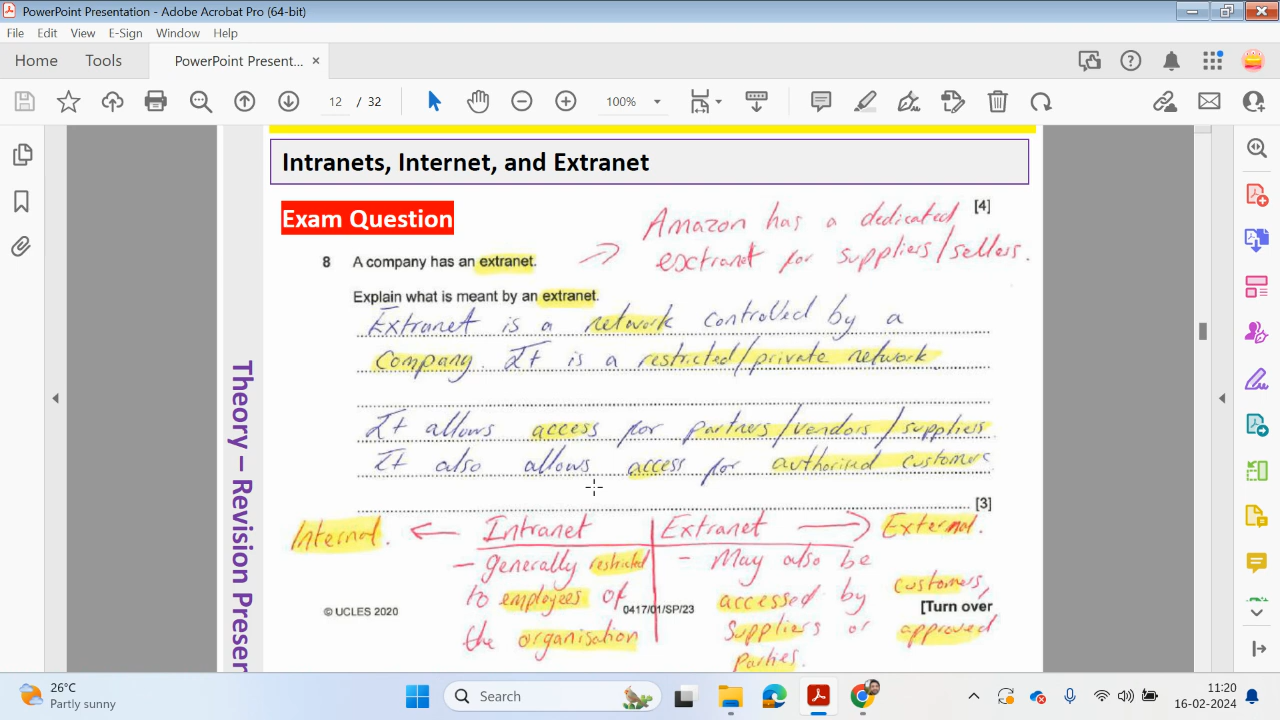 PowerPoint Presentation - Adobe Acrobat Pro (64-bit)
File Edit View E-Sign Window Help
Home Tools PowerPoint Present... ×
12 / 32 100%
Intranets, Internet, and Extranet
Exam Question
[4]
Amazon has a dedicated
extranet for suppliers/sellers.
8 A company has an extranet.
Explain what is meant by an extranet.
Extranet is a network controlled by a
Company. It is a restricted/private network
It allows access for partners/vendors/suppliers
It also allows access for authorised customers
[3]
Internal. ← Intranet Extranet → External.
- generally restricted - May also be
to employees of accessed by customers,
the organisation suppliers or approved
parties.
© UCLES 2020 0417/01/SP/23 [Turn over
Theory – Revision Preser
26°C
Partly sunny
Search
11:20
16-02-2024